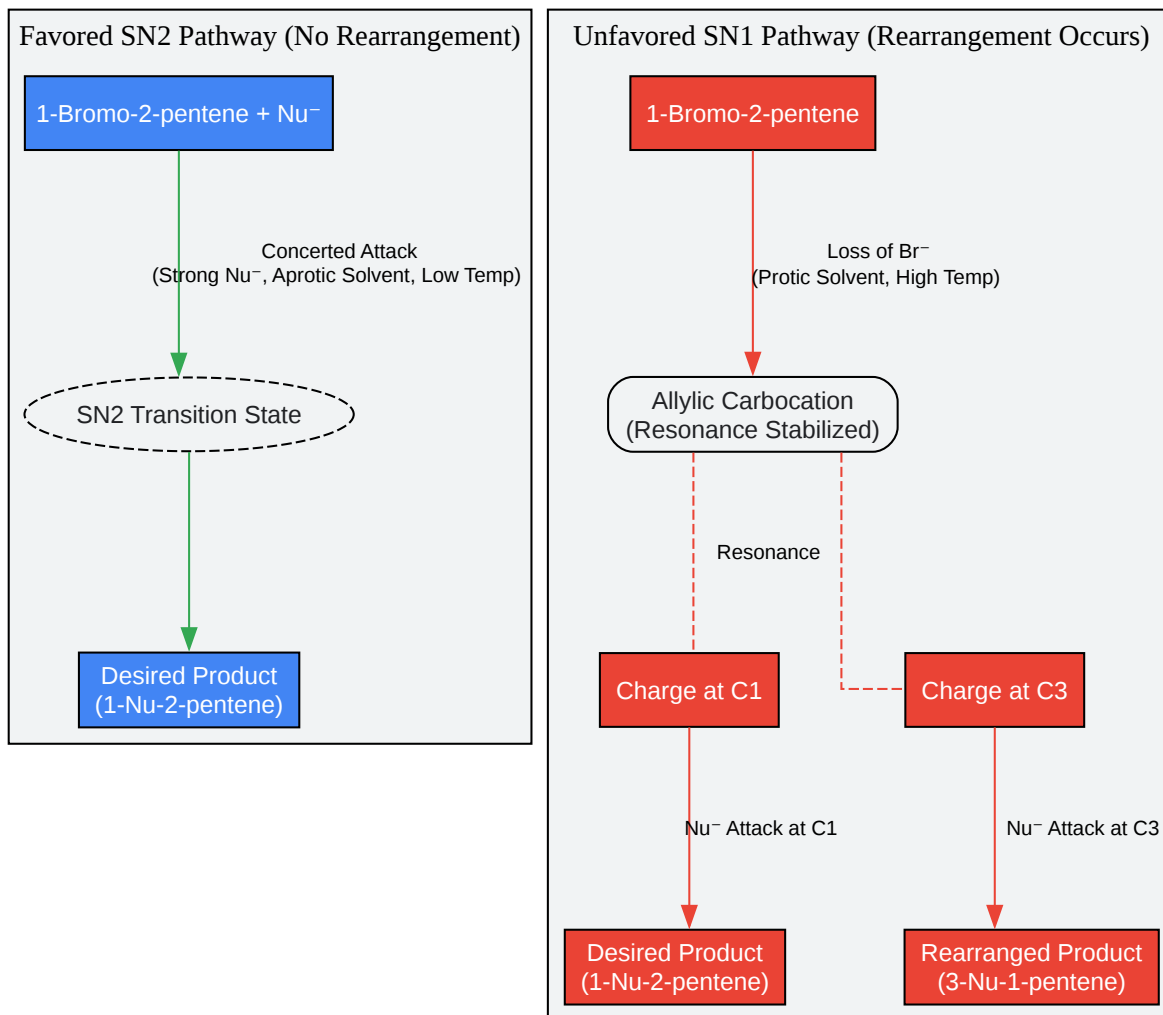 Favored SN2 Pathway (No Rearrangement)
1-Bromo-2-pentene + Nu⁻
Concerted Attack
(Strong Nu⁻, Aprotic Solvent, Low Temp)
SN2 Transition State
Desired Product
(1-Nu-2-pentene)
Unfavored SN1 Pathway (Rearrangement Occurs)
1-Bromo-2-pentene
Loss of Br⁻
(Protic Solvent, High Temp)
Allylic Carbocation
(Resonance Stabilized)
Resonance
Charge at C1
Charge at C3
Nu⁻ Attack at C1
Nu⁻ Attack at C3
Desired Product
(1-Nu-2-pentene)
Rearranged Product
(3-Nu-1-pentene)